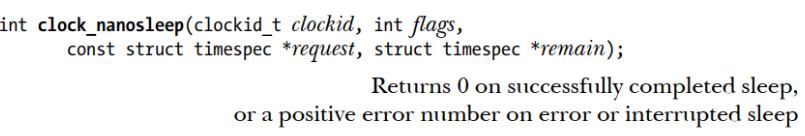 int clock_nanosleep(clockid_t clockid, int flags,
const struct timespec *request, struct timespec *remain);
Returns 0 on successfully completed sleep,
or a positive error number on error or interrupted sleep